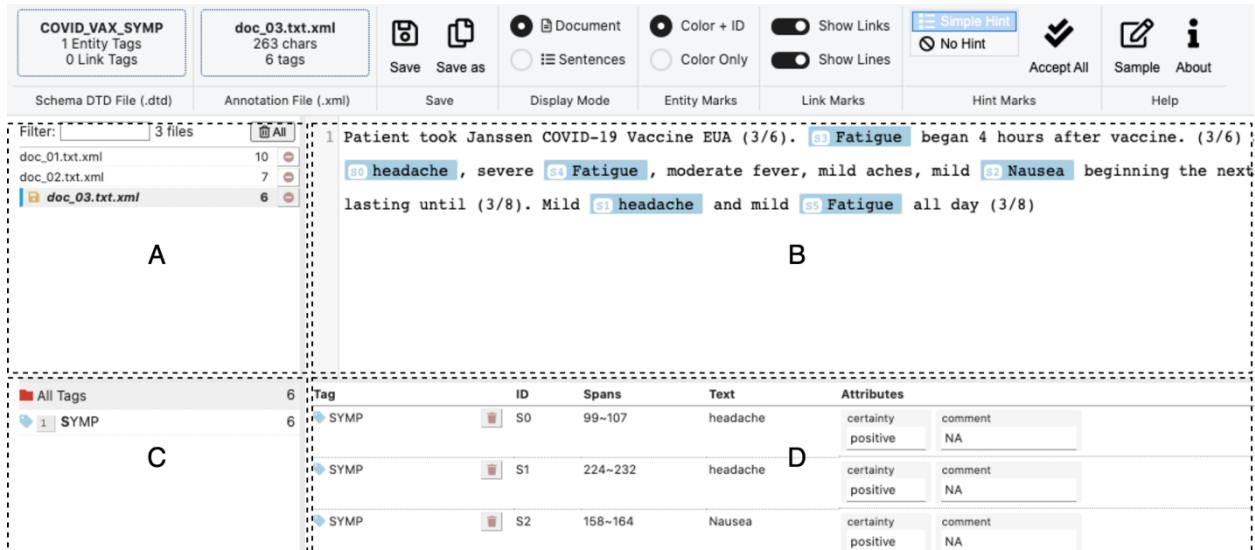 COVID_VAX_SYMP
1 Entity Tags
0 Link Tags
Schema DTD File (.dtd)
doc_03.txt.xml
263 chars
6 tags
Annotation File (.xml)
Save
Save as
Save
Document
Sentences
Display Mode
Color + ID
Color Only
Entity Marks
Show Links
Show Lines
Link Marks
Simple Hint
No Hint
Accept All
Hint Marks
Sample
About
Help
Filter: 3 files All
doc_01.txt.xml 10
doc_02.txt.xml 7
doc_03.txt.xml 6
A
1 Patient took Janssen COVID-19 Vaccine EUA (3/6). S3 Fatigue began 4 hours after vaccine. (3/6)
S0 headache , severe S4 Fatigue , moderate fever, mild aches, mild S2 Nausea beginning the next
lasting until (3/8). Mild S1 headache and mild S5 Fatigue all day (3/8)
B
All Tags 6
1 SYMP 6
C
Tag ID Spans Text Attributes
SYMP S0 99~107 headache certainty comment
positive NA
D
SYMP S1 224~232 headache certainty comment
positive NA
SYMP S2 158~164 Nausea certainty comment
positive NA